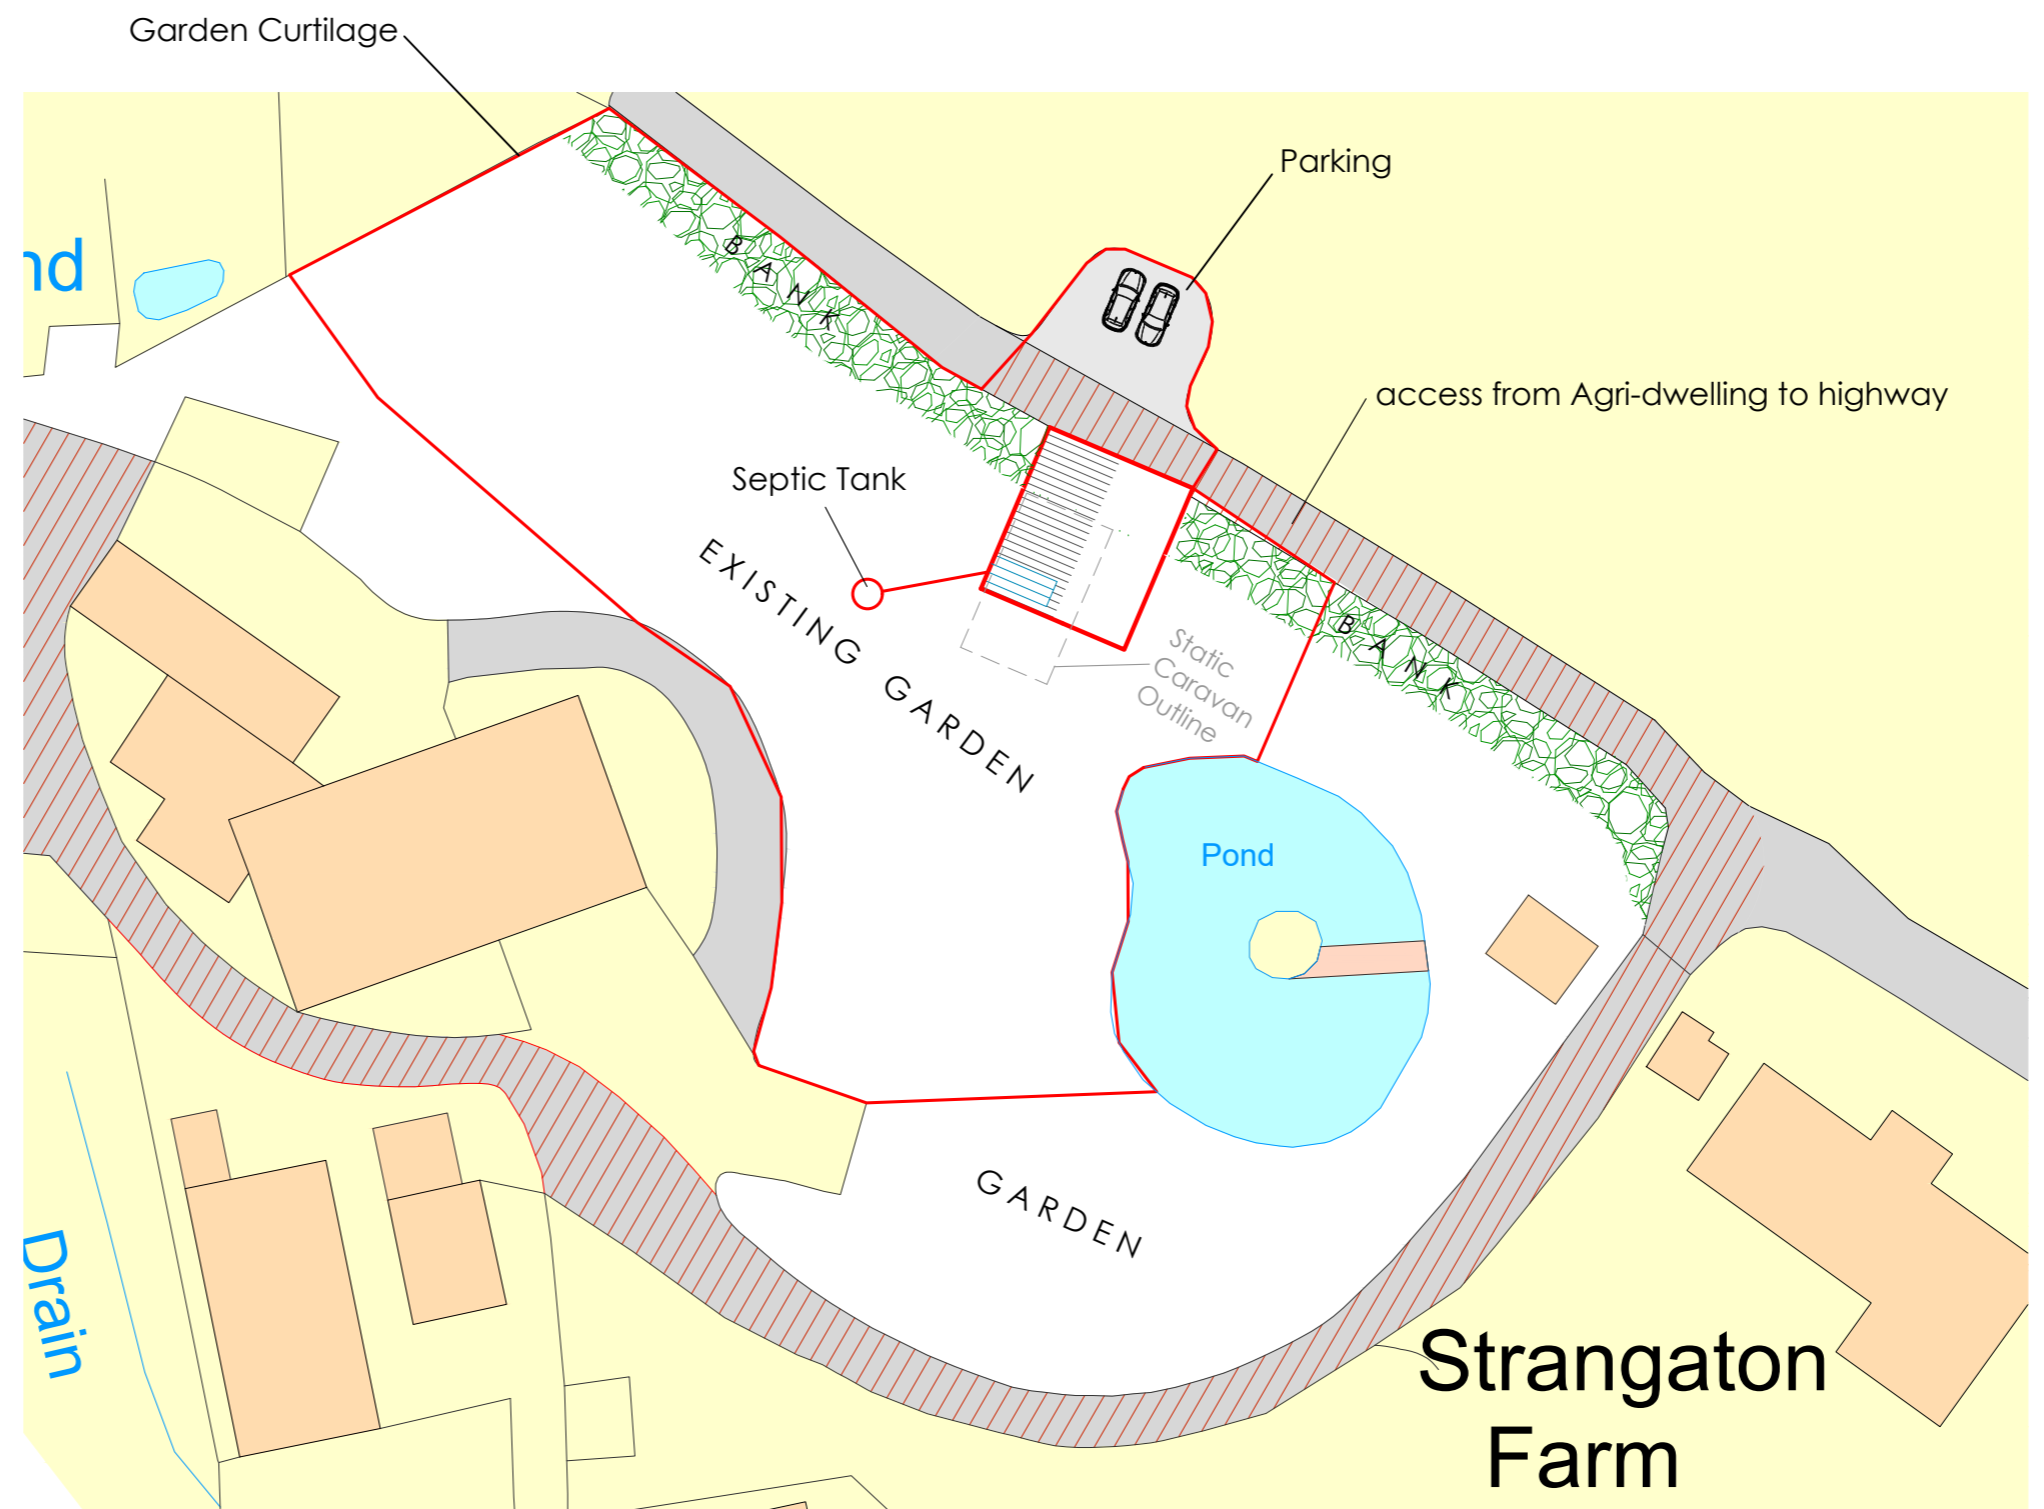 Garden Curtilage
Parking
nd
BANK
access from Agri-dwelling to highway
Septic Tank
EXISTING GARDEN
Static
Caravan
Outline
BANK
Pond
GARDEN
Drain
Strangaton
Farm